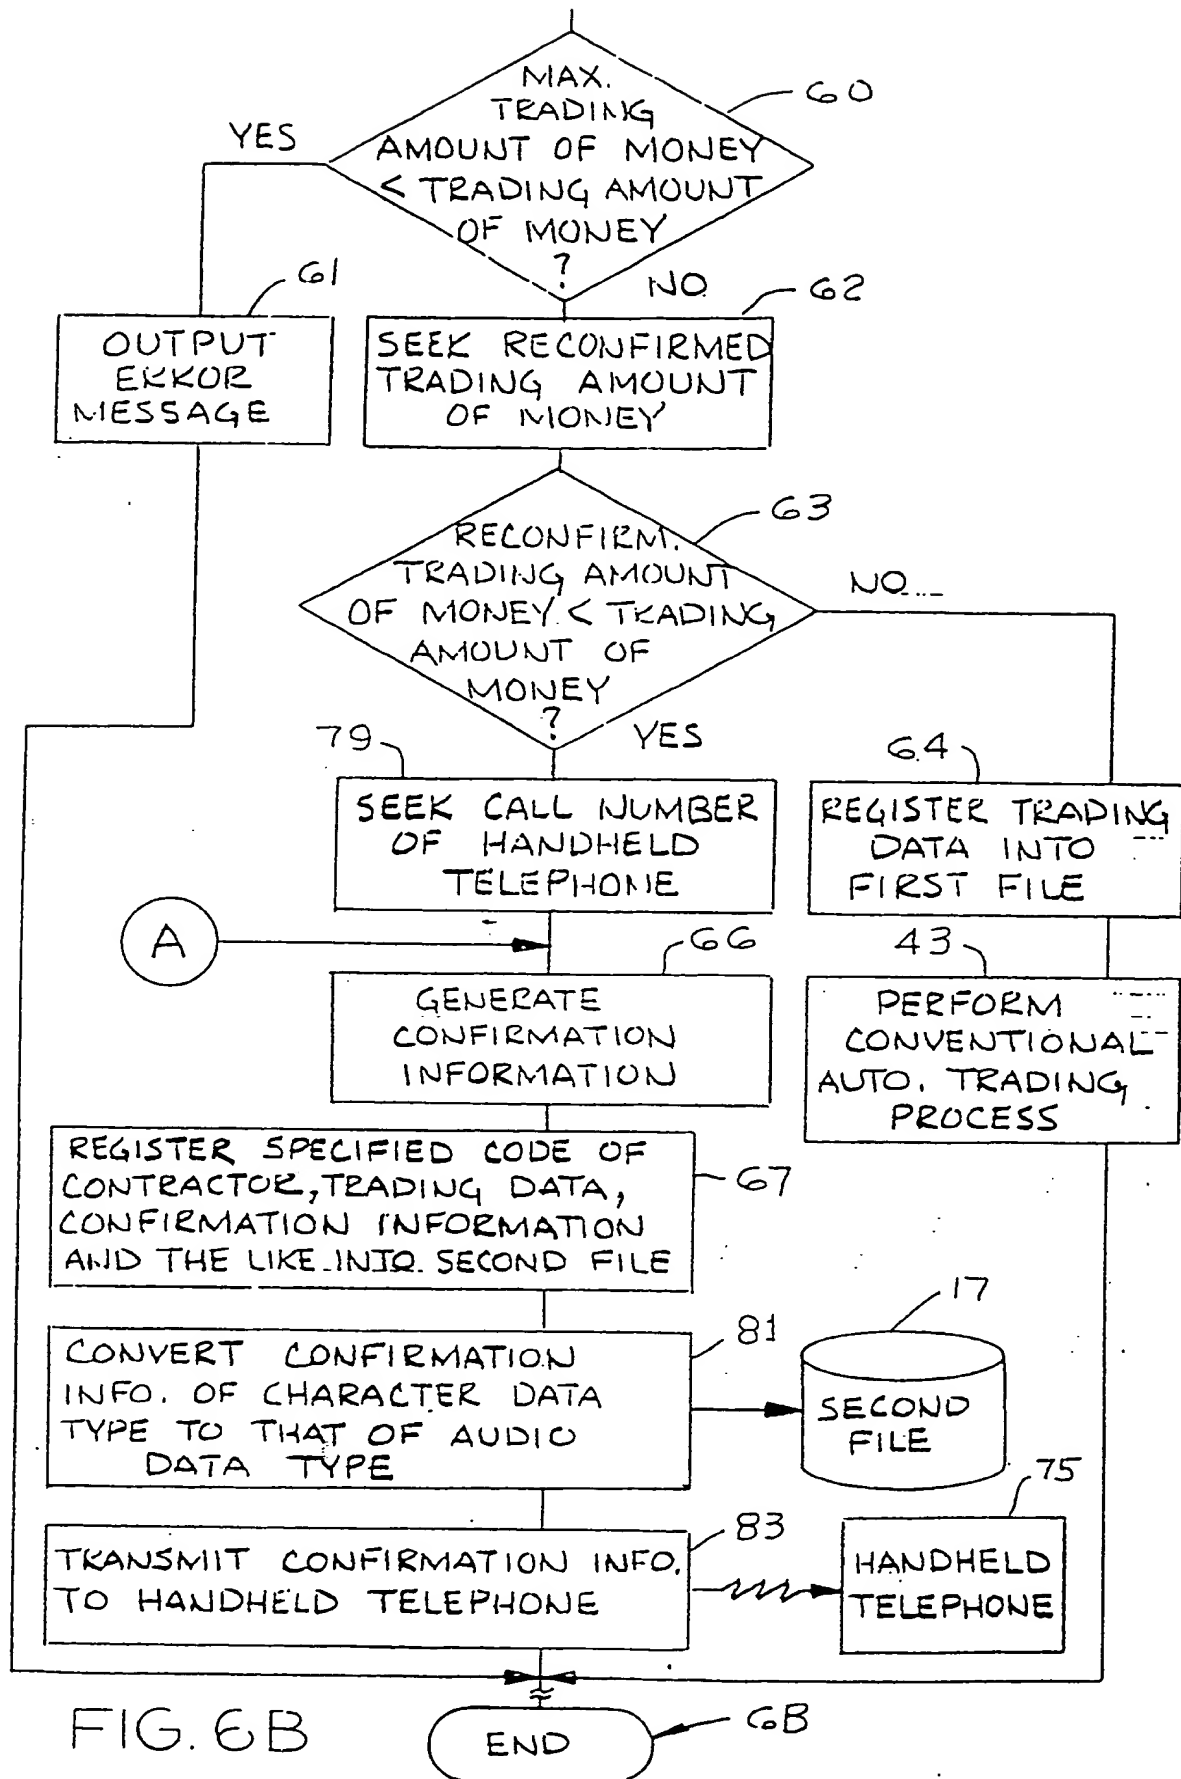 MAX.
TRADING
AMOUNT OF MONEY
< TRADING AMOUNT
OF MONEY
?
60
YES
NO
61
OUTPUT
ERROR
MESSAGE
62
SEEK RECONFIRMED
TRADING AMOUNT
OF MONEY
63
RECONFIRM.
TRADING AMOUNT
OF MONEY < TRADING
AMOUNT OF
MONEY
?
NO
YES
79
SEEK CALL NUMBER
OF HANDHELD
TELEPHONE
64
REGISTER TRADING
DATA INTO
FIRST FILE
A
66
GENERATE
CONFIRMATION
INFORMATION
43
PERFORM
CONVENTIONAL
AUTO. TRADING
PROCESS
REGISTER SPECIFIED CODE OF
CONTRACTOR, TRADING DATA,
CONFIRMATION INFORMATION
AND THE LIKE INTO SECOND FILE
67
CONVERT CONFIRMATION
INFO. OF CHARACTER DATA
TYPE TO THAT OF AUDIO
DATA TYPE
81
17
SECOND
FILE
TRANSMIT CONFIRMATION INFO.
TO HANDHELD TELEPHONE
83
75
HANDHELD
TELEPHONE
END
6B
FIG. 6B